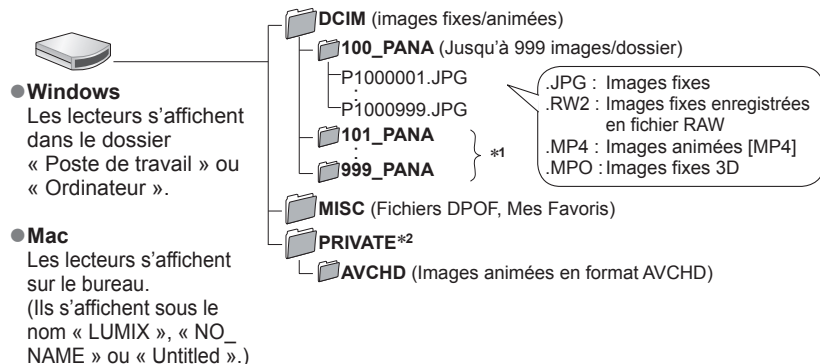 ●Windows
Les lecteurs s’affichent
dans le dossier
« Poste de travail » ou
« Ordinateur ».
●Mac
Les lecteurs s’affichent
sur le bureau.
(Ils s’affichent sous le
nom « LUMIX », « NO_
NAME » ou « Untitled ».)
DCIM (images fixes/animées)
100_PANA (Jusqu’à 999 images/dossier)
P1000001.JPG
:
P1000999.JPG
101_PANA
:
999_PANA
*1
.JPG : Images fixes
.RW2 : Images fixes enregistrées
en fichier RAW
.MP4 : Images animées [MP4]
.MPO : Images fixes 3D
MISC (Fichiers DPOF, Mes Favoris)
PRIVATE*2
AVCHD (Images animées en format AVCHD)